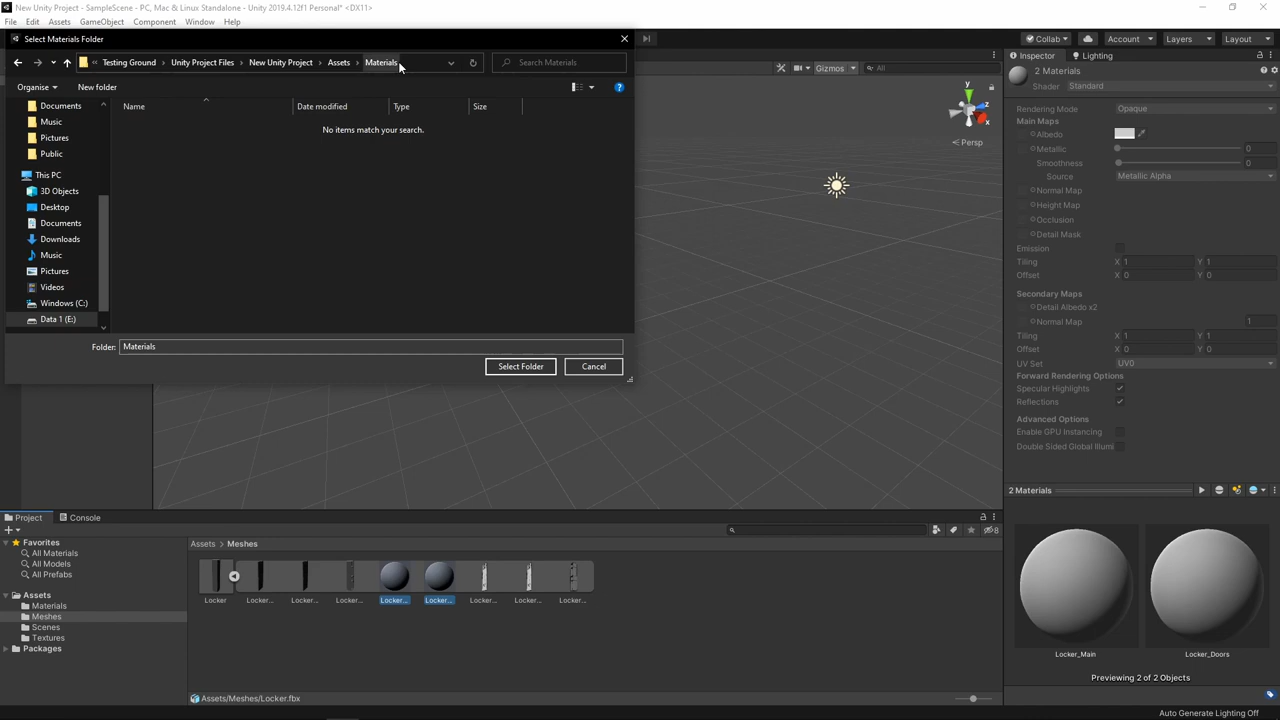 New Unity Project - SampleScene - PC, Mac & Linux Standalone - Unity 2019.4.12f1 Personal* <DX11>
File Edit Assets GameObject Component Window Help
Select Materials Folder
Collab Account Layers Layout
« Testing Ground › Unity Project Files › New Unity Project › Assets › Materials
Search Materials
Organise New folder
Documents
Music
Pictures
Public
This PC
3D Objects
Desktop
Documents
Downloads
Music
Pictures
Videos
Windows (C:)
Data 1 (E:)
Name Date modified Type Size
No items match your search.
Folder: Materials
Select Folder Cancel
Gizmos All
y
z
x
< Persp
Inspector Lighting
2 Materials
Shader Standard
Rendering Mode Opaque
Main Maps
Albedo
Metallic 0
Smoothness 0
Source Metallic Alpha
Normal Map
Height Map
Occlusion
Detail Mask
Emission
Tiling X 1 Y 1
Offset X 0 Y 0
Secondary Maps
Detail Albedo x2
Normal Map 1
Tiling X 1 Y 1
Offset X 0 Y 0
UV Set UV0
Forward Rendering Options
Specular Highlights
Reflections
Advanced Options
Enable GPU Instancing
Double Sided Global Illumi
2 Materials
Locker_Main Locker_Doors
Previewing 2 of 2 Objects
Auto Generate Lighting Off
Project Console
8
Favorites
All Materials
All Models
All Prefabs
Assets
Materials
Meshes
Scenes
Textures
Packages
Assets › Meshes
Locker Locker... Locker... Locker... Locker... Locker... Locker... Locker... Locker...
Assets/Meshes/Locker.fbx